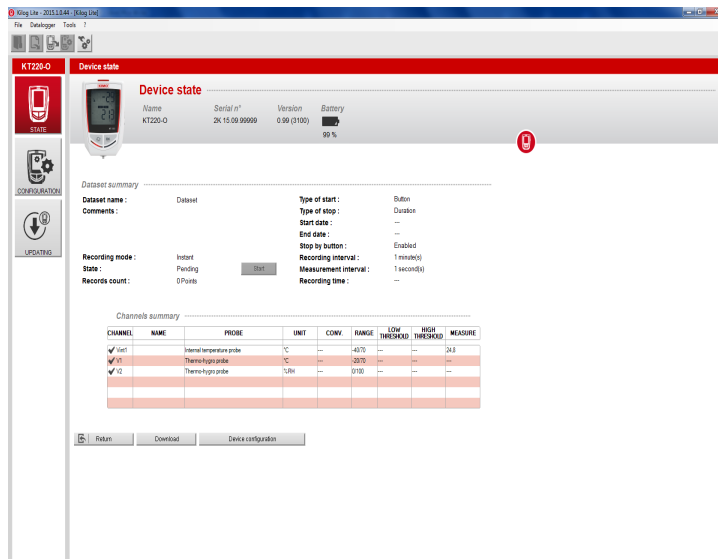 Kilog Lite - 2015.1.0.44 - [Kilog Lite]
File Datalogger Tools ?
KT220-O
Device state
STATE
CONFIGURATION
UPDATING
Device state
Name Serial n° Version Battery
KT220-O 2K 15.09.99999 0.99 (3100)
99 %
Dataset summary
Dataset name : Dataset Type of start : Button
Comments : Type of stop : Duration
Start date : ---
End date : ---
Stop by button : Enabled
Recording mode : Instant Recording interval : 1 minute(s)
State : Pending Start Measurement interval : 1 second(s)
Records count : 0 Points Recording time : ---
Channels summary
CHANNEL NAME PROBE UNIT CONV. RANGE LOW THRESHOLD HIGH THRESHOLD MEASURE
Vint1 Internal temperature probe °C --- -40/70 --- --- 24,8
V1 Thermo-hygro probe °C --- -20/70 --- --- ---
V2 Thermo-hygro probe %RH --- 0/100 --- --- ---
Return Download Device configuration